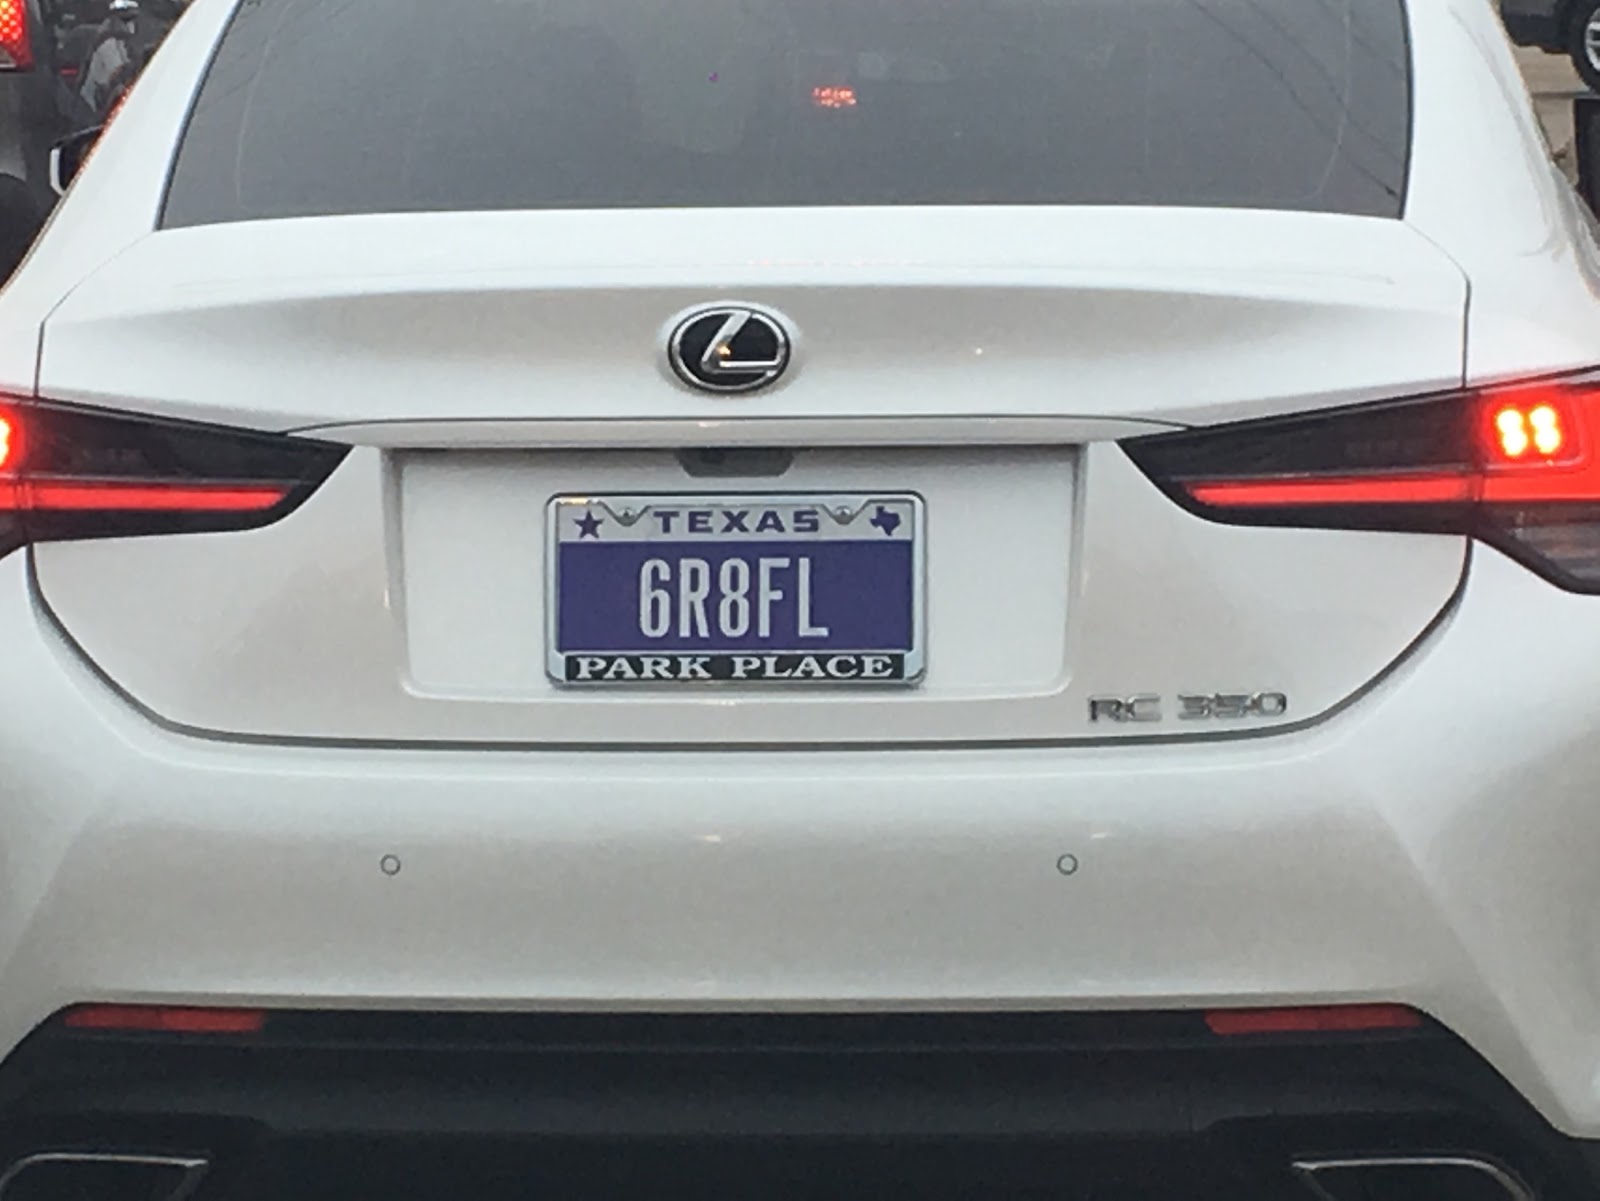 TEXAS
6R8FL
PARK PLACE
RC 350